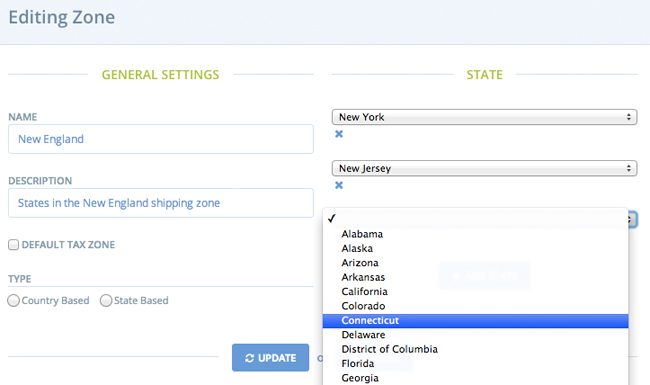 Editing Zone
GENERAL SETTINGS
NAME
New England
DESCRIPTION
States in the New England shipping zone
DEFAULT TAX ZONE
TYPE
Country Based
State Based
STATE
New York
New Jersey
Alabama
Alaska
Arizona
Arkansas
California
Colorado
Connecticut
Delaware
District of Columbia
Florida
Georgia
UPDATE